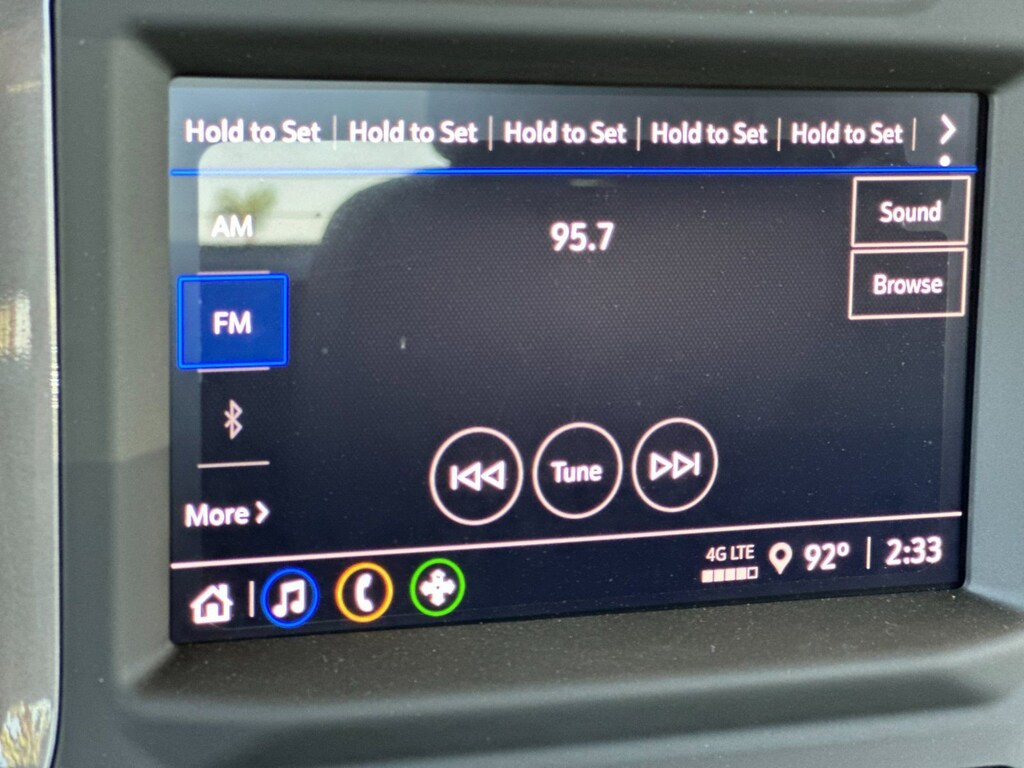 Hold to Set | Hold to Set | Hold to Set | Hold to Set | Hold to Set |
AM
95.7
Sound
FM
Browse
Tune
More
4G LTE
92° | 2:33